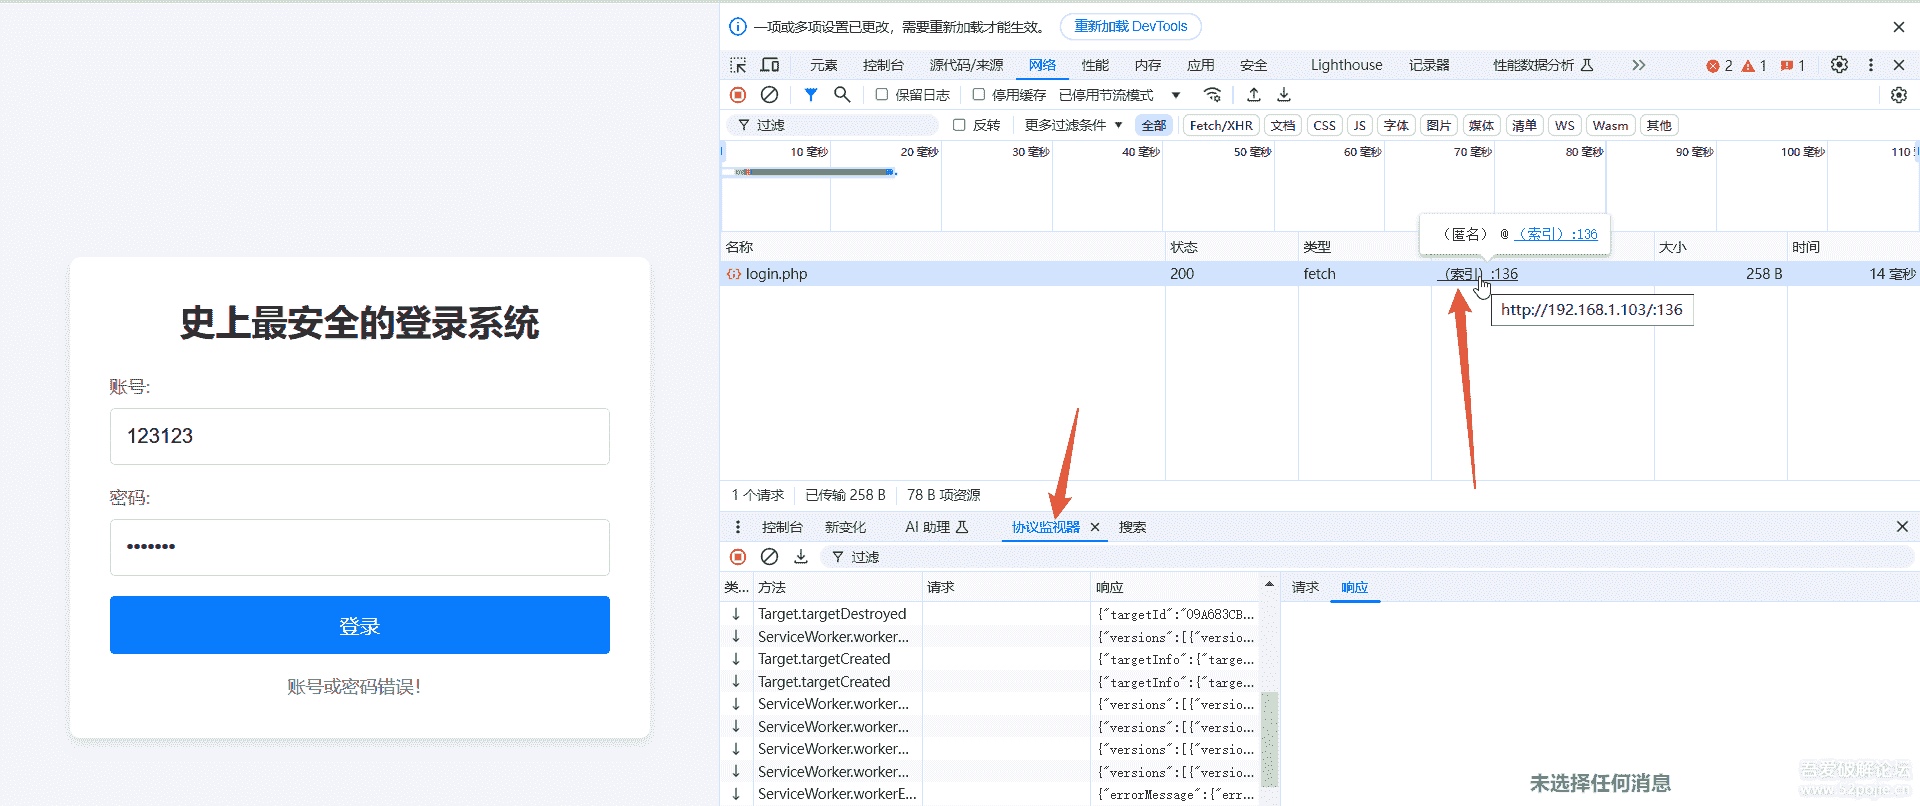 史上最安全的登录系统
账号:
123123
密码:
•••••••
登录
账号或密码错误!
一项或多项设置已更改，需要重新加载才能生效。 重新加载 DevTools
元素 控制台 源代码/来源 网络 性能 内存 应用 安全 Lighthouse 记录器 性能数据分析 2 1 1
保留日志 停用缓存 已停用节流模式
过滤 反转 更多过滤条件 全部 Fetch/XHR 文档 CSS JS 字体 图片 媒体 清单 WS Wasm 其他
10 毫秒 20 毫秒 30 毫秒 40 毫秒 50 毫秒 60 毫秒 70 毫秒 80 毫秒 90 毫秒 100 毫秒 110
（匿名） @ （索引）:136
名称 状态 类型 大小 时间
login.php 200 fetch （索引）:136 258 B 14 毫秒
http://192.168.1.103/:136
1 个请求 已传输 258 B 78 B 项资源
控制台 新变化 AI 助理 协议监视器 搜索
过滤
类... 方法 请求 响应 请求 响应
Target.targetDestroyed {"targetId":"09A683CB...
ServiceWorker.worker... {"versions":[{"versio...
Target.targetCreated {"targetInfo":{"targe...
Target.targetCreated {"targetInfo":{"targe...
ServiceWorker.worker... {"versions":[{"versio...
ServiceWorker.worker... {"versions":[{"versio...
ServiceWorker.worker... {"versions":[{"versio...
ServiceWorker.worker... {"versions":[{"versio...
ServiceWorker.workerE... {"errorMessage":{"err...
未选择任何消息
吾爱破解论坛
www.52pojie.cn